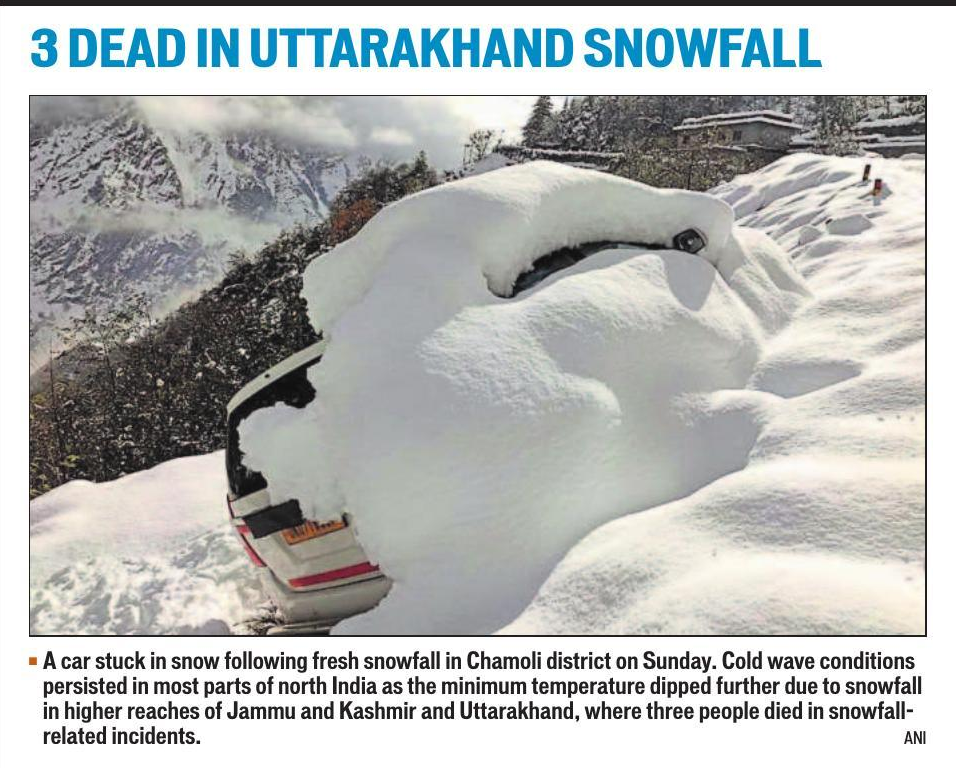 3 DEAD IN UTTARAKHAND SNOWFALL
▪ A car stuck in snow following fresh snowfall in Chamoli district on Sunday. Cold wave conditions
persisted in most parts of north India as the minimum temperature dipped further due to snowfall
in higher reaches of Jammu and Kashmir and Uttarakhand, where three people died in snowfall-
related incidents.
ANI